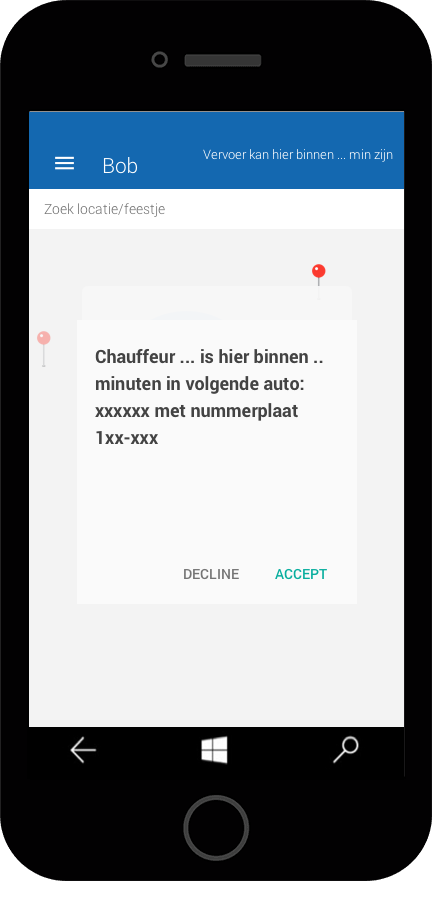 Bob
Vervoer kan hier binnen ... min zijn
Zoek locatie/feestje
Chauffeur ... is hier binnen ..
minuten in volgende auto:
xxxxxx met nummerplaat
1xx-xxx
DECLINE
ACCEPT